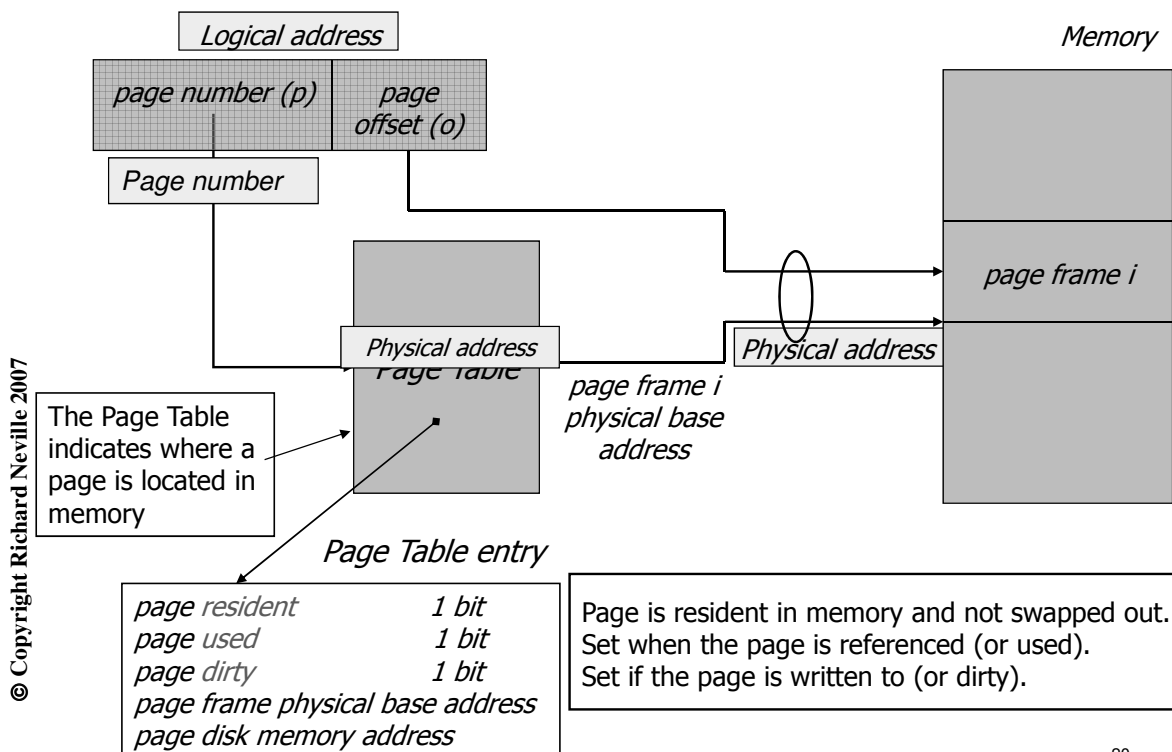 Logical address
Memory
page number (p)
page
offset (o)
Page number
page frame i
Physical address
Page Table
Physical address
page frame i
physical base
address
The Page Table
indicates where a
page is located in
memory
© Copyright Richard Neville 2007
Page Table entry
page resident 1 bit
page used 1 bit
page dirty 1 bit
page frame physical base address
page disk memory address
Page is resident in memory and not swapped out.
Set when the page is referenced (or used).
Set if the page is written to (or dirty).